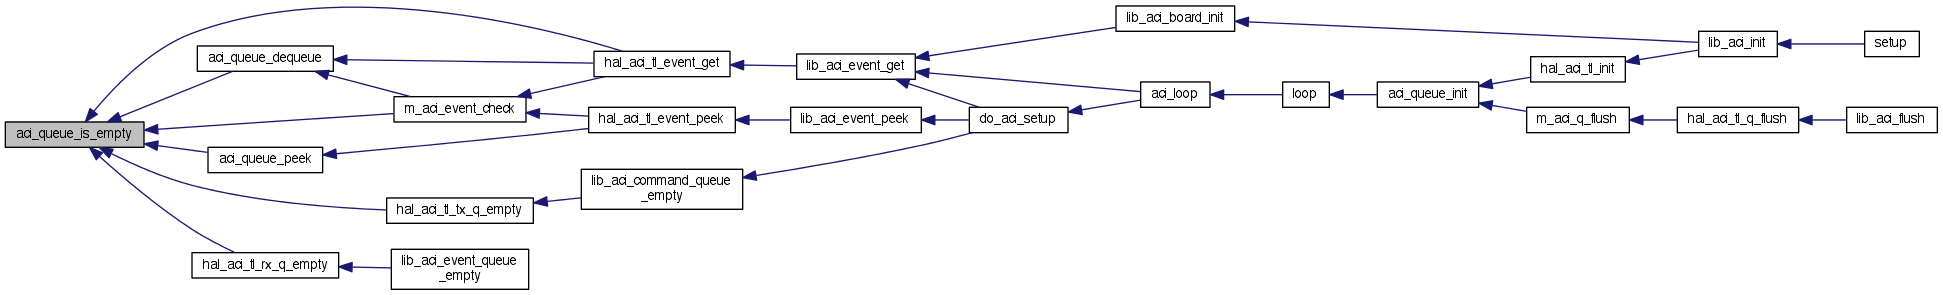 aci_queue_is_empty
aci_queue_dequeue
m_aci_event_check
aci_queue_peek
hal_aci_tl_tx_q_empty
hal_aci_tl_rx_q_empty
hal_aci_tl_event_get
hal_aci_tl_event_peek
lib_aci_command_queue
_empty
lib_aci_event_queue
_empty
lib_aci_event_get
lib_aci_event_peek
lib_aci_board_init
do_aci_setup
aci_loop
loop
aci_queue_init
hal_aci_tl_init
m_aci_q_flush
lib_aci_init
hal_aci_tl_q_flush
setup
lib_aci_flush